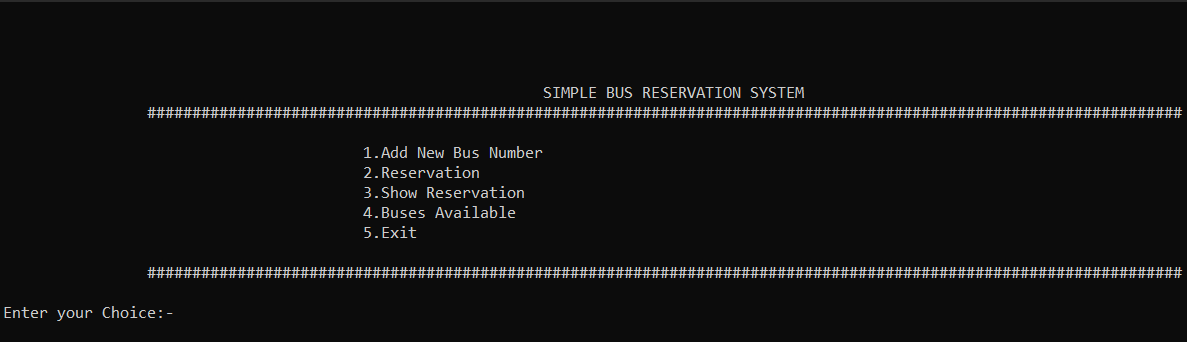 SIMPLE BUS RESERVATION SYSTEM
###################################################################################################################
1.Add New Bus Number
2.Reservation
3.Show Reservation
4.Buses Available
5.Exit
###################################################################################################################
Enter your Choice:-